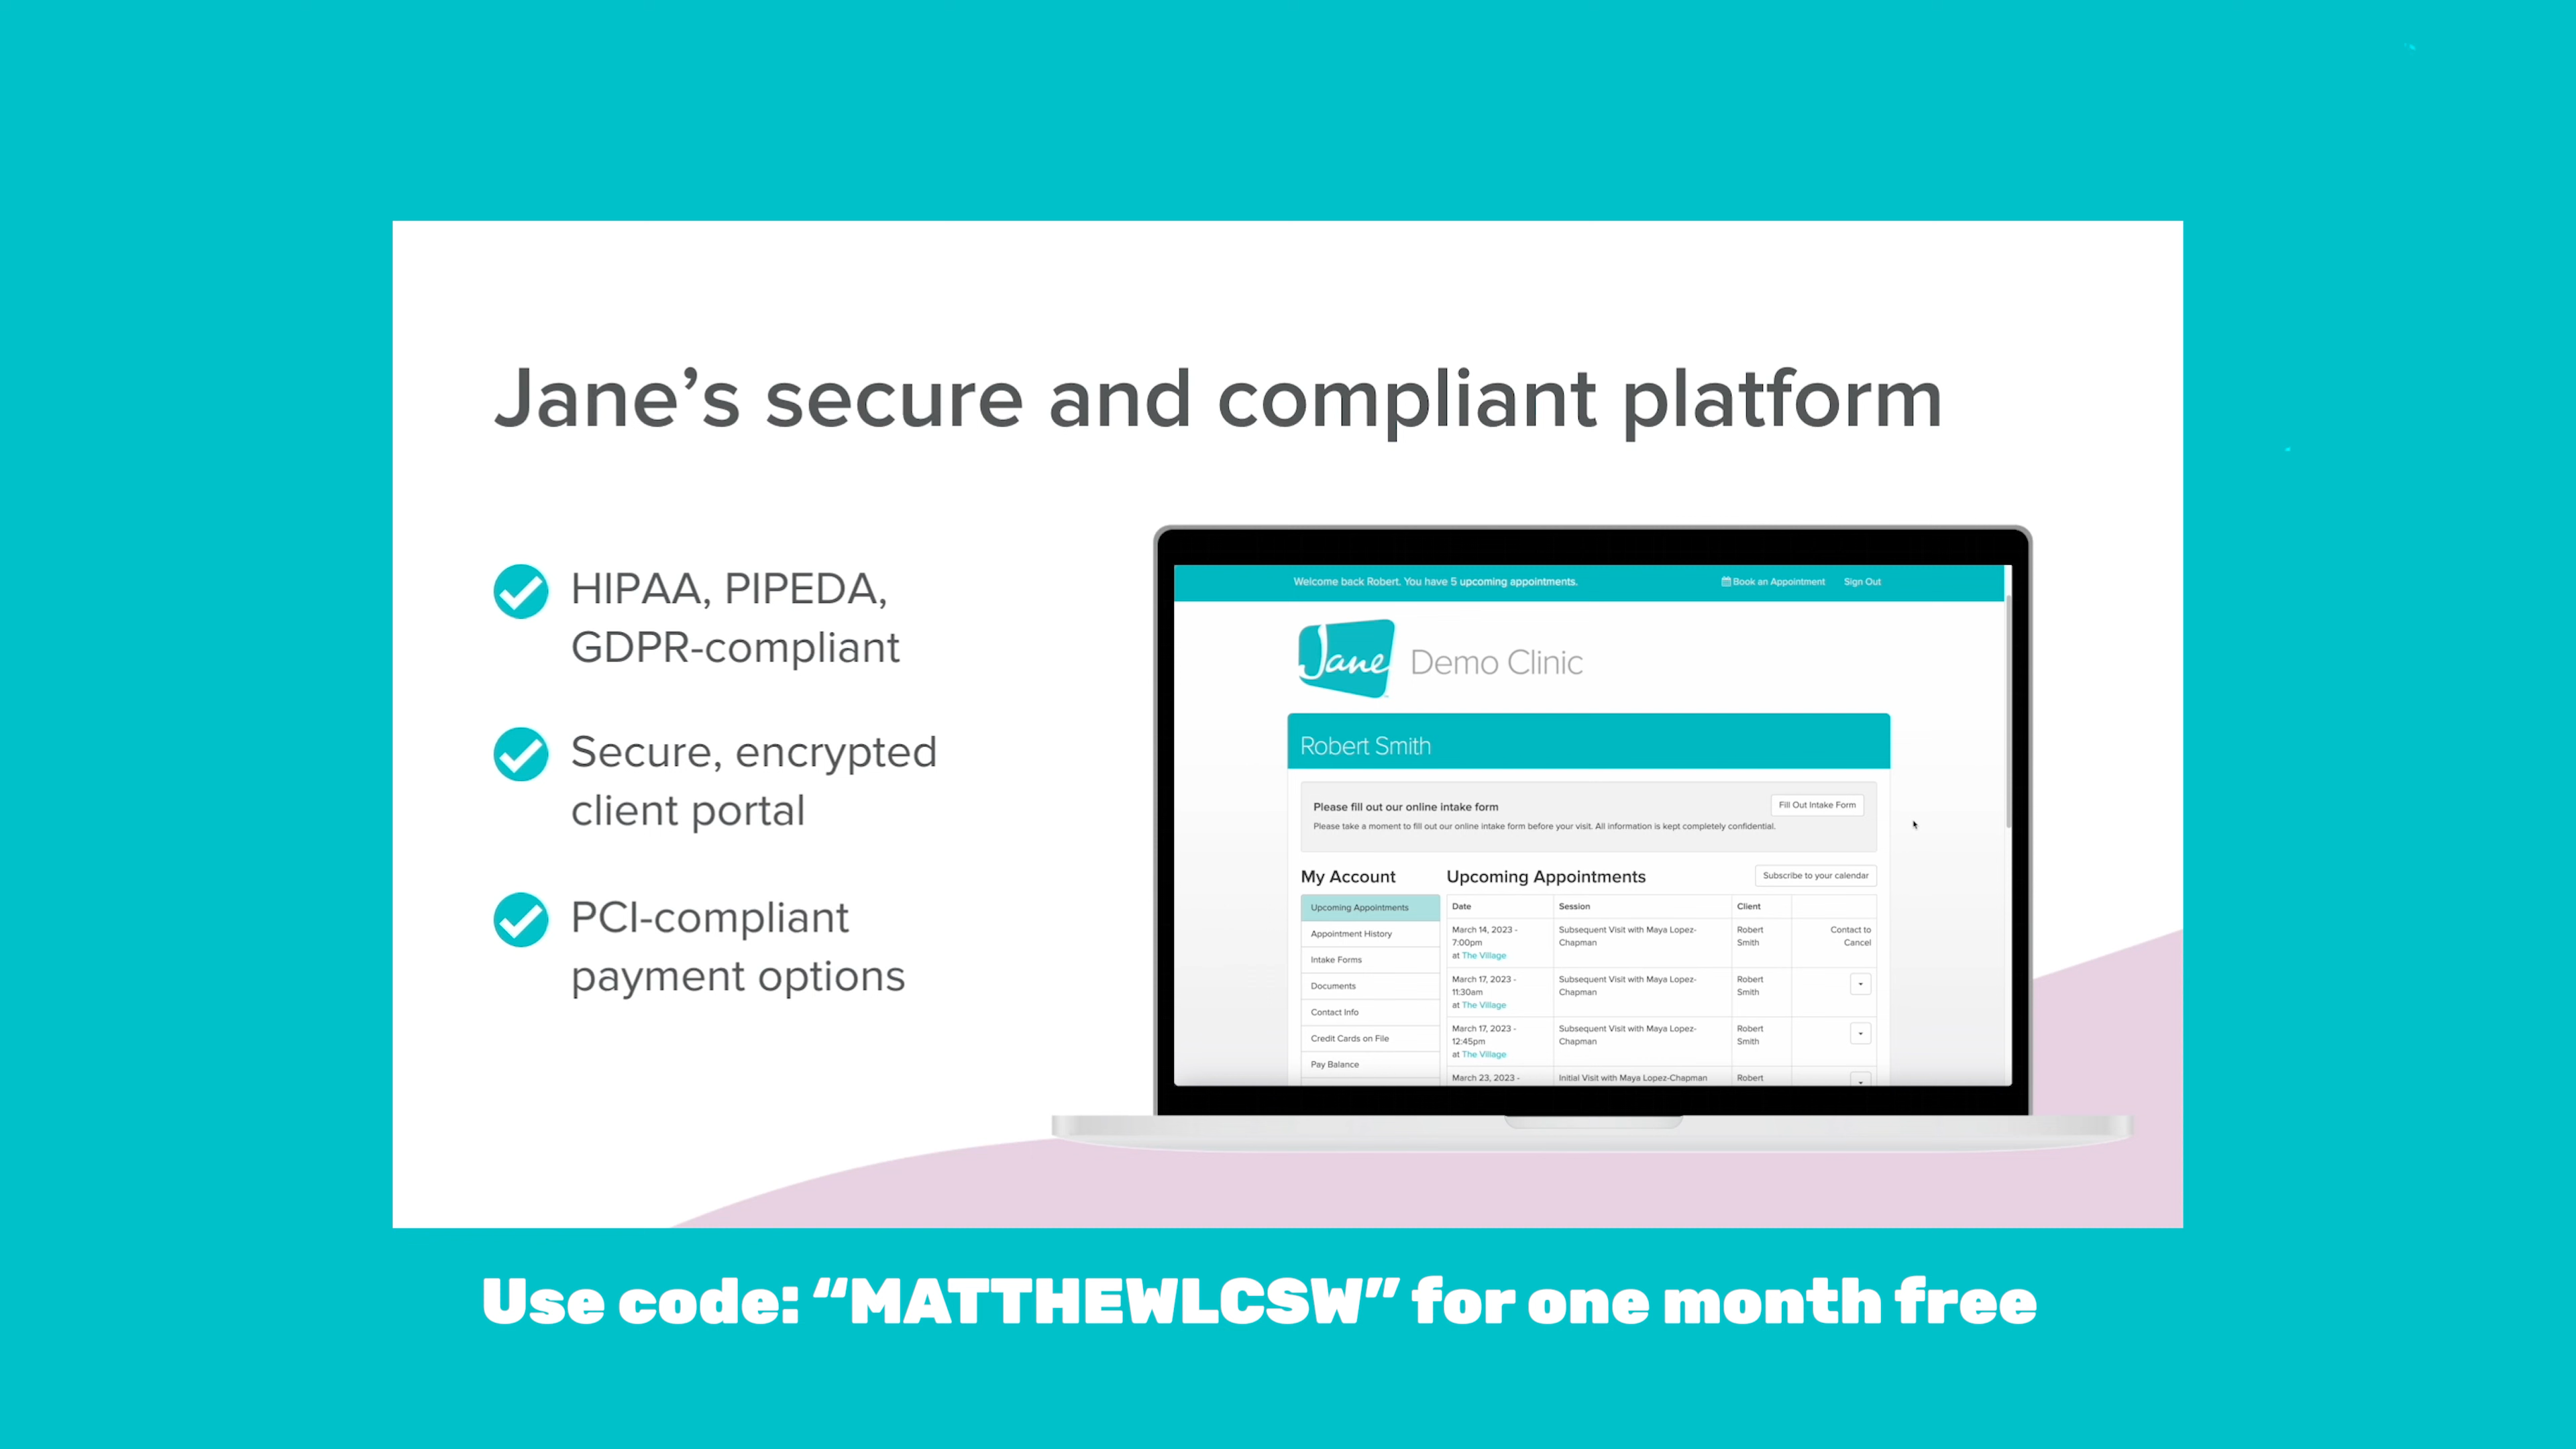 Jane's secure and compliant platform
HIPAA, PIPEDA,
GDPR-compliant
Secure, encrypted
client portal
PCI-compliant
payment options
Welcome back Robert. You have 5 upcoming appointments.
Book an Appointment
Sign Out
Jane
Demo Clinic
Robert Smith
Please fill out our online intake form
Fill Out Intake Form
Please take a moment to fill out our online intake form before your visit. All information is kept completely confidential.
My Account
Upcoming Appointments
Appointment History
Intake Forms
Documents
Contact Info
Credit Cards on File
Pay Balance
Upcoming Appointments
Subscribe to your calendar
Date Session Client
March 14, 2023 - Subsequent Visit with Maya Lopez- Robert Contact to
7:00pm Chapman Smith Cancel
at The Village
March 17, 2023 - Subsequent Visit with Maya Lopez- Robert
11:30am Chapman Smith
at The Village
March 17, 2023 - Subsequent Visit with Maya Lopez- Robert
12:45pm Chapman Smith
at The Village
March 23, 2023 - Initial Visit with Maya Lopez-Chapman Robert
Use code: “MATTHEWLCSW” for one month free